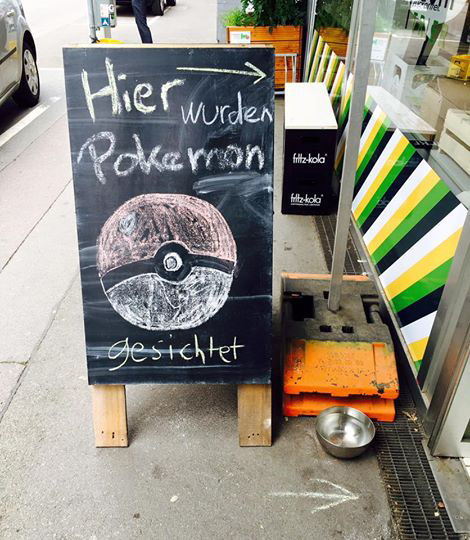 Hier
wurden
Pokemon
gesichtet
fritz-kola
fritz-kola